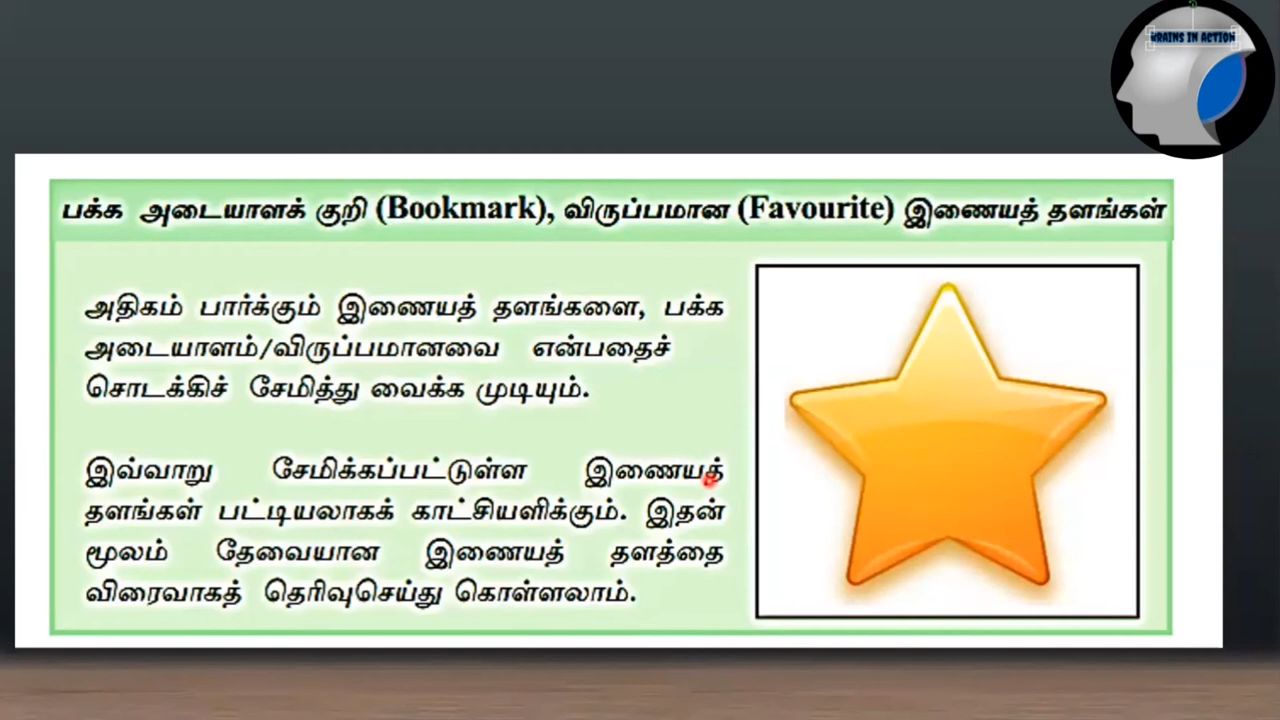 BRAINS IN ACTION
பக்க அடையாளக் குறி (Bookmark), விருப்பமான (Favourite) இணையத் தளங்கள்
அதிகம் பார்க்கும் இணையத் தளங்களை, பக்க
அடையாளம்/விருப்பமானவை என்பதைச்
சொடக்கிச் சேமித்து வைக்க முடியும்.
இவ்வாறு சேமிக்கப்பட்டுள்ள இணையத்
தளங்கள் பட்டியலாகக் காட்சியளிக்கும். இதன்
மூலம் தேவையான இணையத் தளத்தை
விரைவாகத் தெரிவுசெய்து கொள்ளலாம்.